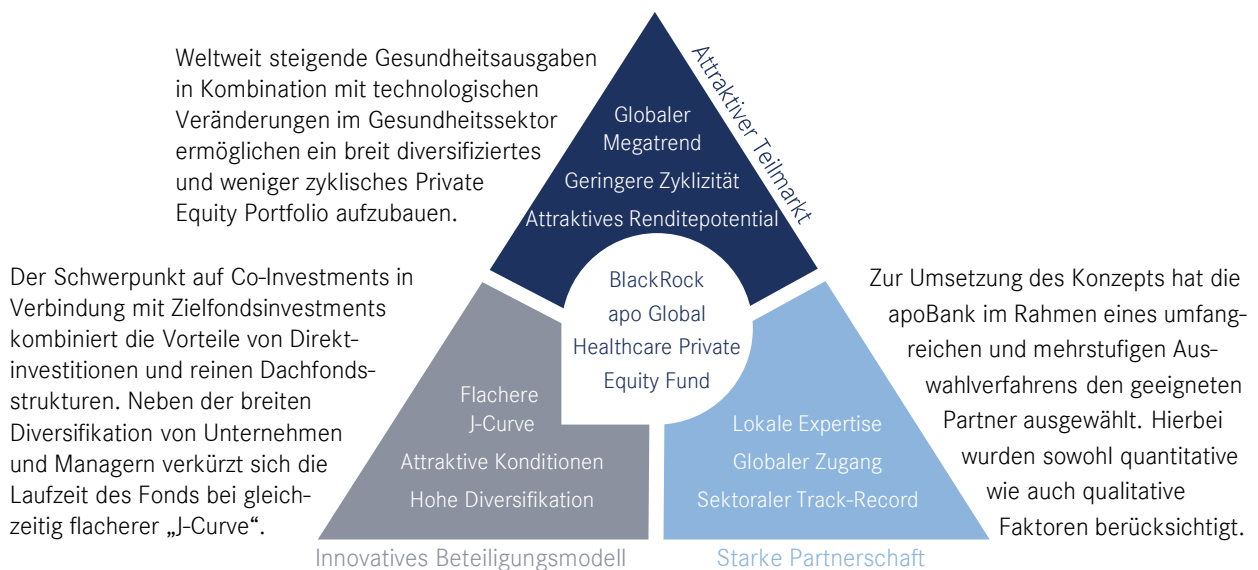 Weltweit steigende Gesundheitsausgaben
in Kombination mit technologischen
Veränderungen im Gesundheitssektor
ermöglichen ein breit diversifiziertes
und weniger zyklisches Private
Equity Portfolio aufzubauen.
Attraktiver Teilmarkt
Globaler
Megatrend
Geringere Zyklizität
Attraktives Renditepotential
Der Schwerpunkt auf Co-Investments in
Verbindung mit Zielfondsinvestments
kombiniert die Vorteile von Direkt-
investitionen und reinen Dachfonds-
strukturen. Neben der breiten
Diversifikation von Unternehmen
und Managern verkürzt sich die
Laufzeit des Fonds bei gleich-
zeitig flacherer „J-Curve“.
BlackRock
apo Global
Healthcare Private
Equity Fund
Zur Umsetzung des Konzepts hat die
apoBank im Rahmen eines umfang-
reichen und mehrstufigen Aus-
wahlverfahrens den geeigneten
Partner ausgewählt. Hierbei
wurden sowohl quantitative
wie auch qualitative
Faktoren berücksichtigt.
Flachere
J-Curve
Attraktive Konditionen
Hohe Diversifikation
Lokale Expertise
Globaler Zugang
Sektoraler Track-Record
Innovatives Beteiligungsmodell
Starke Partnerschaft